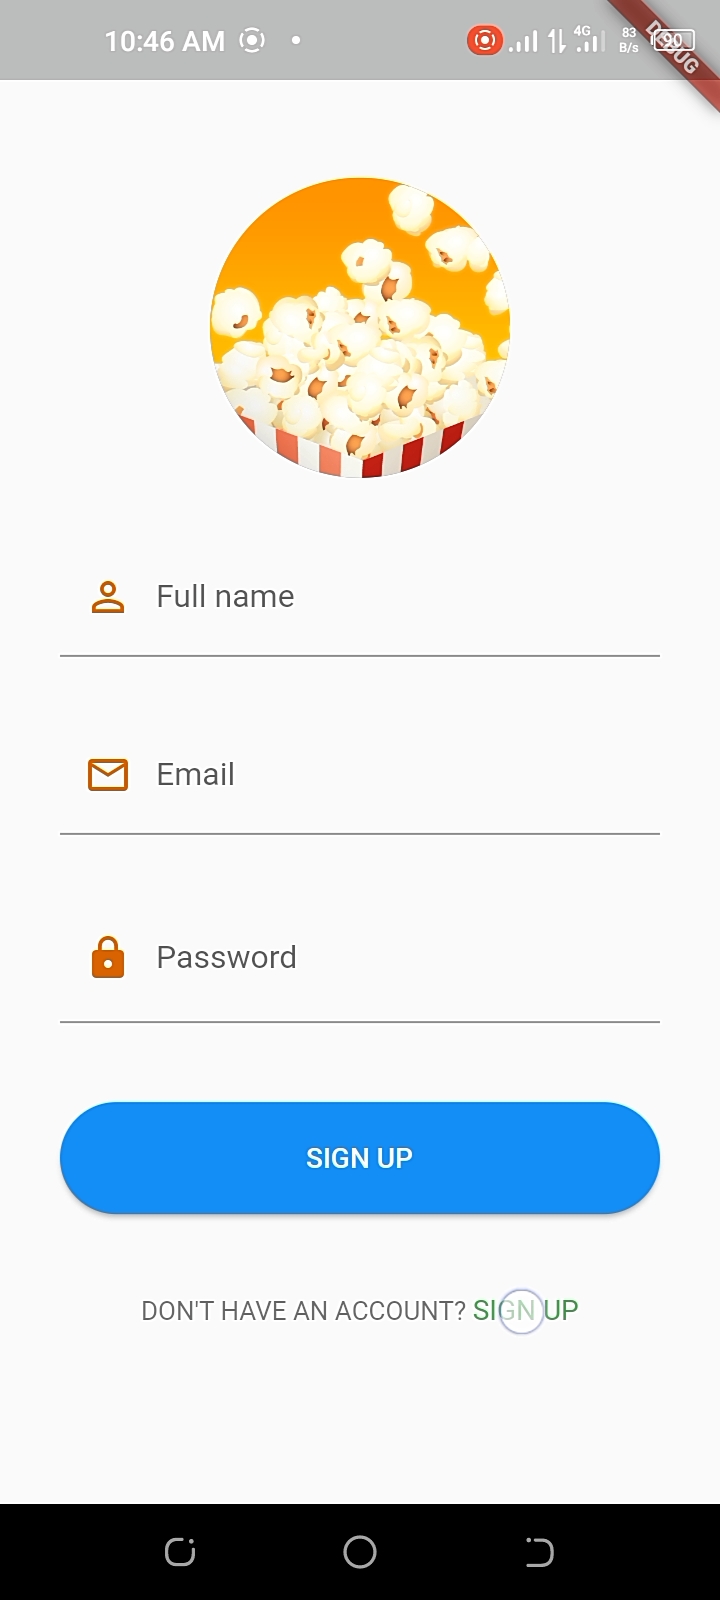 10:46 AM
4G
83
B/s
90
DEBUG
Full name
Email
Password
SIGN UP
DON'T HAVE AN ACCOUNT? SIGN UP